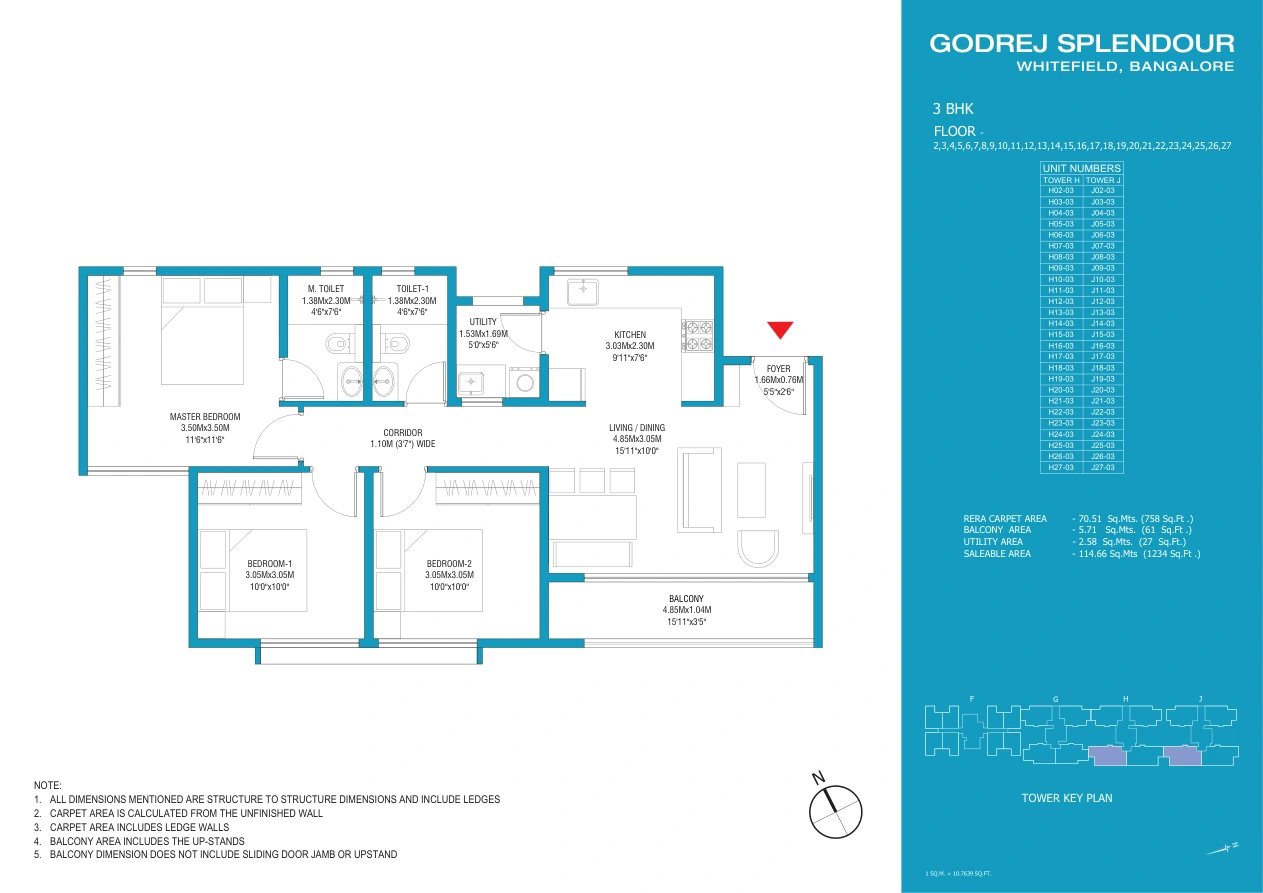 GODREJ SPLENDOUR
WHITEFIELD, BANGALORE
3 BHK
FLOOR -
2,3,4,5,6,7,8,9,10,11,12,13,14,15,16,17,18,19,20,21,22,23,24,25,26,27
UNIT NUMBERS
TOWER H TOWER J
H02-03 J02-03
H03-03 J03-03
H04-03 J04-03
H05-03 J05-03
H06-03 J06-03
H07-03 J07-03
H08-03 J08-03
H09-03 J09-03
H10-03 J10-03
H11-03 J11-03
H12-03 J12-03
H13-03 J13-03
H14-03 J14-03
H15-03 J15-03
H16-03 J16-03
H17-03 J17-03
H18-03 J18-03
H19-03 J19-03
H20-03 J20-03
H21-03 J21-03
H22-03 J22-03
H23-03 J23-03
H24-03 J24-03
H25-03 J25-03
H26-03 J26-03
H27-03 J27-03
RERA CARPET AREA - 70.51 Sq.Mts. (758 Sq.Ft .)
BALCONY AREA - 5.71 Sq.Mts. (61 Sq.Ft .)
UTILITY AREA - 2.58 Sq.Mts. (27 Sq.Ft.)
SALEABLE AREA - 114.66 Sq.Mts (1234 Sq.Ft .)
F G H J
TOWER KEY PLAN
1 SQ.M. = 10.7639 SQ.FT.
M. TOILET
1.38Mx2.30M
4'6"x7'6"
TOILET-1
1.38Mx2.30M
4'6"x7'6"
UTILITY
1.53Mx1.69M
5'0"x5'6"
KITCHEN
3.03Mx2.30M
9'11"x7'6"
FOYER
1.66Mx0.76M
5'5"x2'6"
MASTER BEDROOM
3.50Mx3.50M
11'6"x11'6"
CORRIDOR
1.10M (3'7") WIDE
LIVING / DINING
4.85Mx3.05M
15'11"x10'0"
BEDROOM-1
3.05Mx3.05M
10'0"x10'0"
BEDROOM-2
3.05Mx3.05M
10'0"x10'0"
BALCONY
4.85Mx1.04M
15'11"x3'5"
N
NOTE:
1. ALL DIMENSIONS MENTIONED ARE STRUCTURE TO STRUCTURE DIMENSIONS AND INCLUDE LEDGES
2. CARPET AREA IS CALCULATED FROM THE UNFINISHED WALL
3. CARPET AREA INCLUDES LEDGE WALLS
4. BALCONY AREA INCLUDES THE UP-STANDS
5. BALCONY DIMENSION DOES NOT INCLUDE SLIDING DOOR JAMB OR UPSTAND